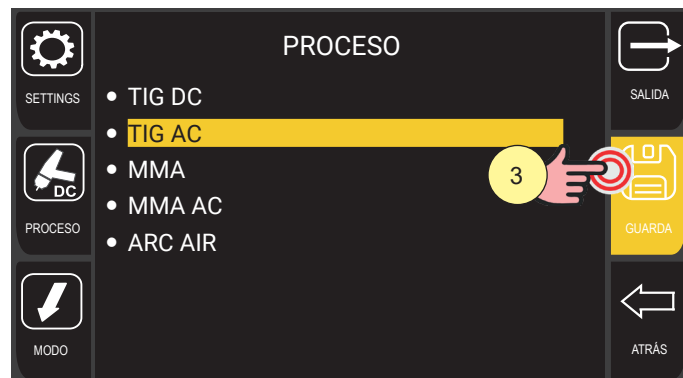 PROCESO
SETTINGS
SALIDA
• TIG DC
• TIG AC
• MMA
• MMA AC
• ARC AIR
3
DC
PROCESO
GUARDA
MODO
ATRÁS